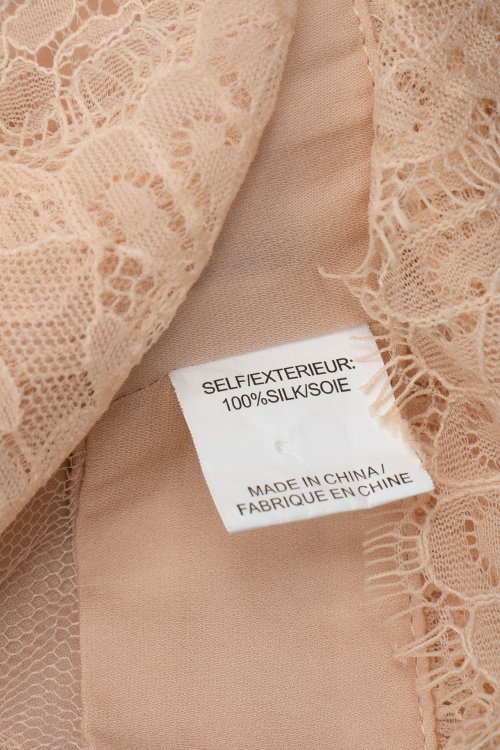 SELF/EXTERIEUR:
100%SILK/SOIE
MADE IN CHINA /
FABRIQUE EN CHINE